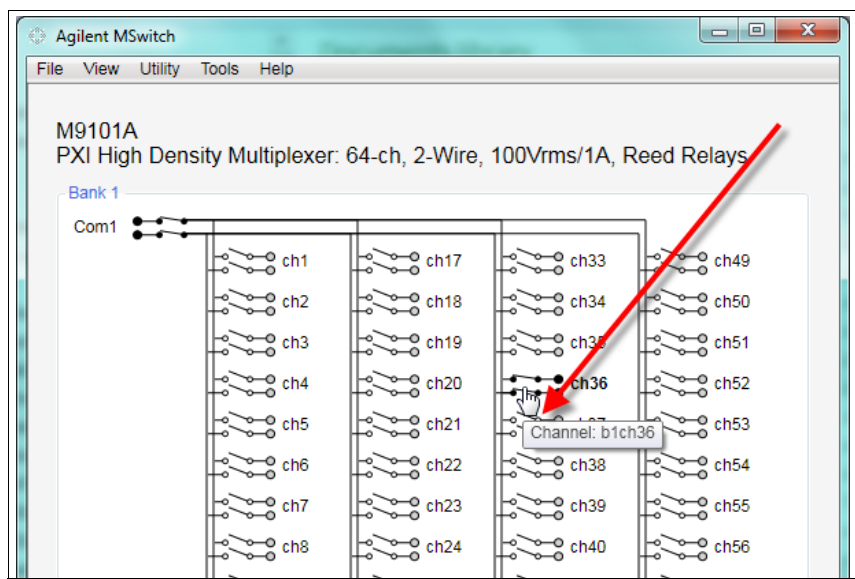 Agilent MSwitch
File View Utility Tools Help
M9101A
PXI High Density Multiplexer: 64-ch, 2-Wire, 100Vrms/1A, Reed Relays
Bank 1
Com1
ch1 ch17 ch33 ch49
ch2 ch18 ch34 ch50
ch3 ch19 ch35 ch51
ch4 ch20 ch36 ch52
ch5 ch21 ch37 ch53
Channel: b1ch36
ch6 ch22 ch38 ch54
ch7 ch23 ch39 ch55
ch8 ch24 ch40 ch56